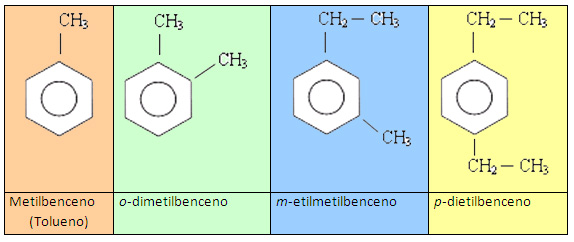 CH₃
CH₃
CH₃
CH₂ — CH₃
CH₃
CH₂ — CH₃
CH₂ — CH₃
Metilbenceno
(Tolueno)
o-dimetilbenceno
m-etilmetilbenceno
p-dietilbenceno